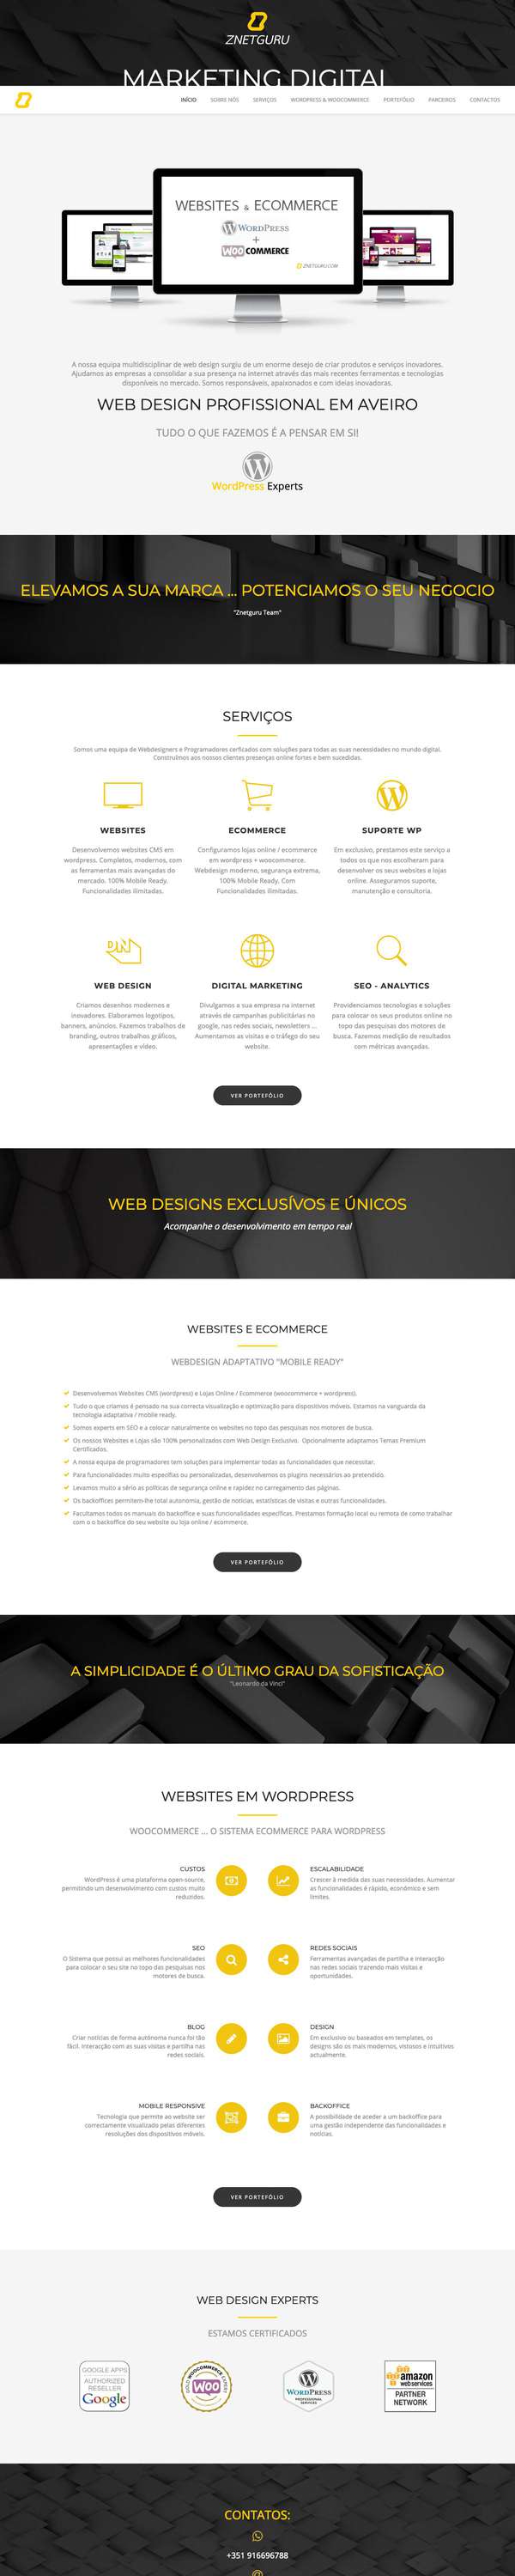 ZNETGURU
MARKETING DIGITAL
INÍCIO SOBRE NÓS SERVIÇOS WORDPRESS & WOOCOMMERCE PORTEFÓLIO PARCEIROS CONTACTOS
WEBSITES & ECOMMERCE
WORDPRESS
+
WOO COMMERCE
ZNETGURU.COM
A nossa equipa multidisciplinar de web design surgiu de um enorme desejo de criar produtos e serviços inovadores.
Ajudamos as empresas a consolidar a sua presença na internet através das mais recentes ferramentas e tecnologias
disponíveis no mercado. Somos responsáveis, apaixonados e com ideias inovadoras.
WEB DESIGN PROFISSIONAL EM AVEIRO
TUDO O QUE FAZEMOS É A PENSAR EM SI!
WordPress Experts
ELEVAMOS A SUA MARCA ... POTENCIAMOS O SEU NEGOCIO
"Znetguru Team"
SERVIÇOS
Somos uma equipa de Webdesigners e Programadores cerficados com soluções para todas as suas necessidades no mundo digital.
Construímos aos nossos clientes presenças online fortes e bem sucedidas.
WEBSITES
Desenvolvemos websites CMS em
wordpress. Completos, modernos, com
as ferramentas mais avançadas do
mercado. 100% Mobile Ready.
Funcionalidades ilimitadas.
ECOMMERCE
Configuramos lojas online / ecommerce
em wordpress + woocommerce.
Webdesign moderno, segurança extrema,
100% Mobile Ready. Com
Funcionalidades ilimitadas.
SUPORTE WP
Em exclusivo, prestamos este serviço a
todos os que nos escolheram para
desenvolver os seus websites e lojas
online. Asseguramos suporte,
manutenção e consultoria.
WEB DESIGN
Criamos desenhos modernos e
inovadores. Elaboramos logotipos,
banners, anúncios. Fazemos trabalhos de
branding, outros trabalhos gráficos,
apresentações e vídeo.
DIGITAL MARKETING
Divulgamos a sua empresa na internet
através de campanhas publicitárias no
google, nas redes sociais, newsletters ...
Aumentamos as visitas e o tráfego do seu
website.
SEO - ANALYTICS
Providenciamos tecnologias e soluções
para colocar os seus produtos online no
topo das pesquisas dos motores de
busca. Fazemos medição de resultados
com métricas avançadas.
VER PORTEFÓLIO
WEB DESIGNS EXCLUSÍVOS E ÚNICOS
Acompanhe o desenvolvimento em tempo real
WEBSITES E ECOMMERCE
WEBDESIGN ADAPTATIVO "MOBILE READY"
Desenvolvemos Websites CMS (wordpress) e Lojas Online / Ecommerce (woocommerce + wordpress).
Tudo o que criamos é pensado na sua correcta visualização e optimização para dispositivos móveis. Estamos na vanguarda da
tecnologia adaptativa / mobile ready.
Somos experts em SEO e a colocar naturalmente os websites no topo das pesquisas nos motores de busca.
Os nossos Websites e Lojas são 100% personalizados com Web Design Exclusivo. Opcionalmente adaptamos Temas Premium
Certificados.
A nossa equipa de programadores tem soluções para implementar todas as funcionalidades que necessitar.
Para funcionalidades muito específias ou personalizadas, desenvolvemos os plugins necessários ao pretendido.
Levamos muito a sério as políticas de segurança online e rapidez no carregamento das páginas.
Os backoffices permitem-lhe total autonomia, gestão de notícias, estatísticas de visitas e outras funcionalidades.
Facultamos todos os manuais do backoffice e suas funcionalidades específicas. Prestamos formação local ou remota de como trabalhar
com o o backoffice do seu website ou loja online / ecommerce.
VER PORTEFÓLIO
A SIMPLICIDADE É O ÚLTIMO GRAU DA SOFISTICAÇÃO
"Leonardo da Vinci"
WEBSITES EM WORDPRESS
WOOCOMMERCE ... O SISTEMA ECOMMERCE PARA WORDPRESS
CUSTOS
WordPress é uma plataforma open-source,
permitindo um desenvolvimento com custos muito
reduzidos.
ESCALABILIDADE
Crescer à medida das suas necessidades. Aumentar
as funcionalidades é rápido, económico e sem
limites.
SEO
O Sistema que possui as melhores funcionalidades
para colocar o seu site no topo das pesquisas nos
motores de busca.
REDES SOCIAIS
Ferramentas avançadas de partilha e interacção
nas redes sociais trazendo mais visitas e
oportunidades.
BLOG
Criar notícias de forma autónoma nunca foi tão
fácil. Interacção com as suas visitas e partilha nas
redes sociais.
DESIGN
Em exclusivo ou baseados em templates, os
designs são os mais modernos, vistosos e intuitivos
actualmente.
MOBILE RESPONSIVE
Tecnologia que permite ao website ser
correctamente visualizado pelas diferentes
resoluções dos dispositivos móveis.
BACKOFFICE
A possibilidade de aceder a um backoffice para
uma gestão independente das funcionalidades e
notícias.
VER PORTEFÓLIO
WEB DESIGN EXPERTS
ESTAMOS CERTIFICADOS
GOOGLE APPS
AUTHORIZED
RESELLER
Google
WOOCOMMERCE
WOO
WORDPRESS
PROFESSIONAL
SERVICES
amazon
webservices
PARTNER
NETWORK
CONTATOS:
+351 916696788